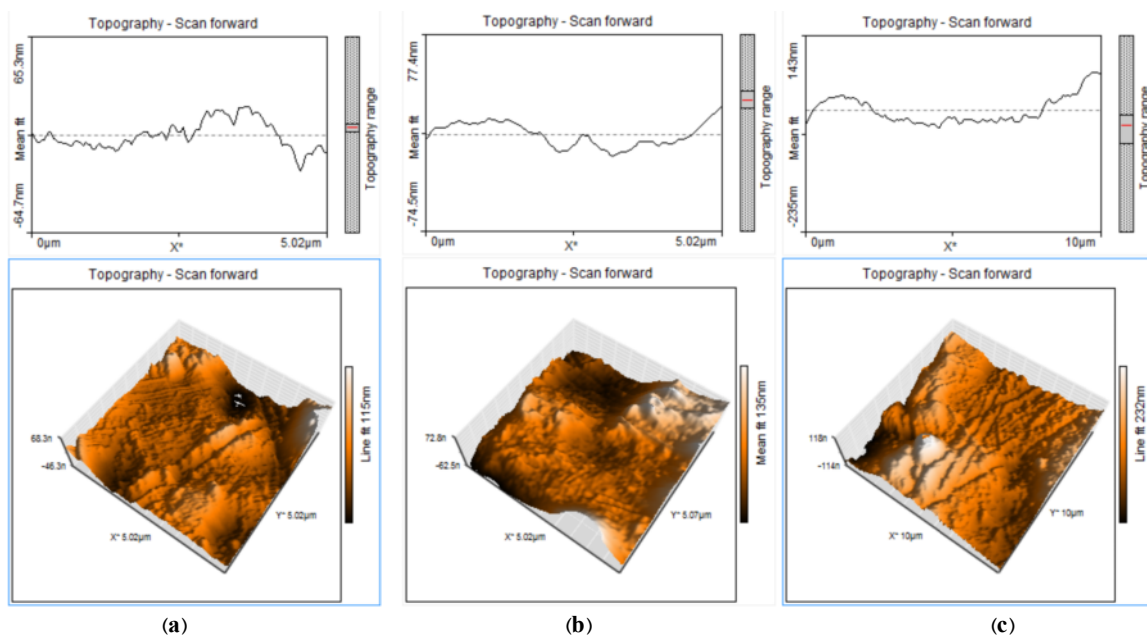 Topography - Scan forward
65.3nm
Mean fit
-64.7nm
0µm
X*
5.02µm
Topography range
Topography - Scan forward
77.4nm
Mean fit
-74.5nm
0µm
X*
5.02µm
Topography range
Topography - Scan forward
143nm
Mean fit
-235nm
0µm
X*
10µm
Topography range
Topography - Scan forward
68.3n
-46.3n
X* 5.02µm
Y* 5.02µm
Line fit 115nm
Topography - Scan forward
72.8n
-62.5n
X* 5.02µm
Y* 5.07µm
Mean fit 135nm
Topography - Scan forward
118n
-114n
X* 10µm
Y* 10µm
Line fit 232nm
(a)
(b)
(c)